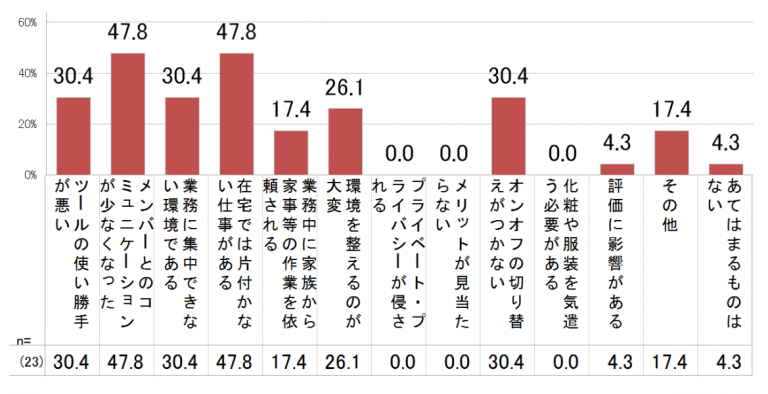 60%
40%
20%
0%
30.4
47.8
30.4
47.8
17.4
26.1
0.0
0.0
30.4
0.0
4.3
17.4
4.3
ツールの使い勝手
が悪い
メンバーとのコ
ミュニケーション
が少なくなった
業務に集中できな
い環境である
在宅では片付かな
い仕事がある
業務中に家族から
家事等の作業を依
頼される
環境を整えるのが
大変
プライベート・プ
ライバシーが侵さ
れる
メリットが見当た
らない
オンオフの切り替
えがつかない
化粧や服装を気遣
う必要がある
評価に影響がある
その他
あてはまるものは
ない
n=
(23) 30.4 47.8 30.4 47.8 17.4 26.1 0.0 0.0 30.4 0.0 4.3 17.4 4.3